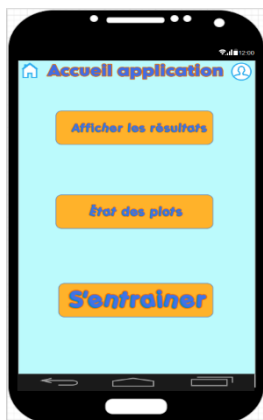 12:00
Accueil application
Afficher les résultats
État des plots
S'entrainer